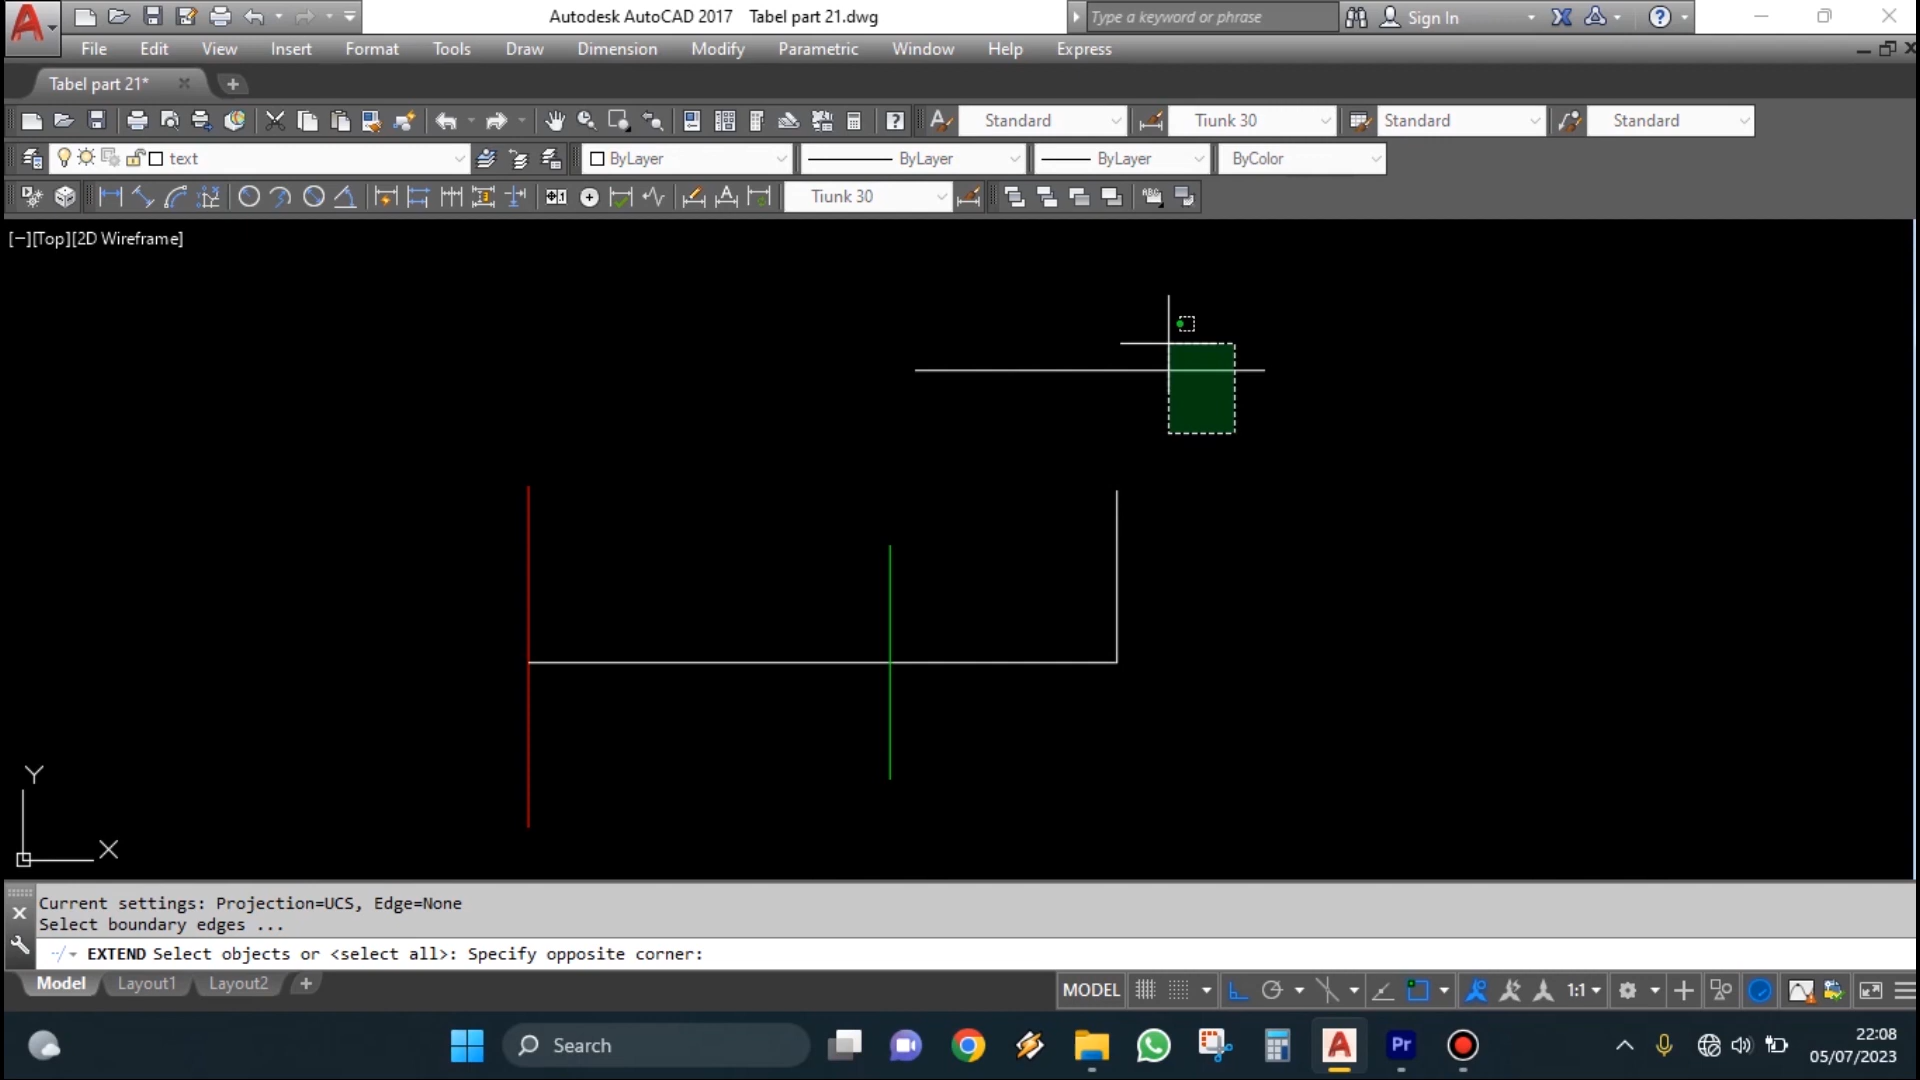 Autodesk AutoCAD 2017 Tabel part 21.dwg
Type a keyword or phrase
Sign In
File Edit View Insert Format Tools Draw Dimension Modify Parametric Window Help Express
Tabel part 21*
Standard Tiunk 30 Standard Standard
text ByLayer ByLayer ByLayer ByColor
Tiunk 30
[−][Top][2D Wireframe]
Y
X
Current settings: Projection=UCS, Edge=None
Select boundary edges ...
EXTEND Select objects or <select all>: Specify opposite corner:
Model Layout1 Layout2
MODEL 1:1
Search
Pr
22:08
05/07/2023